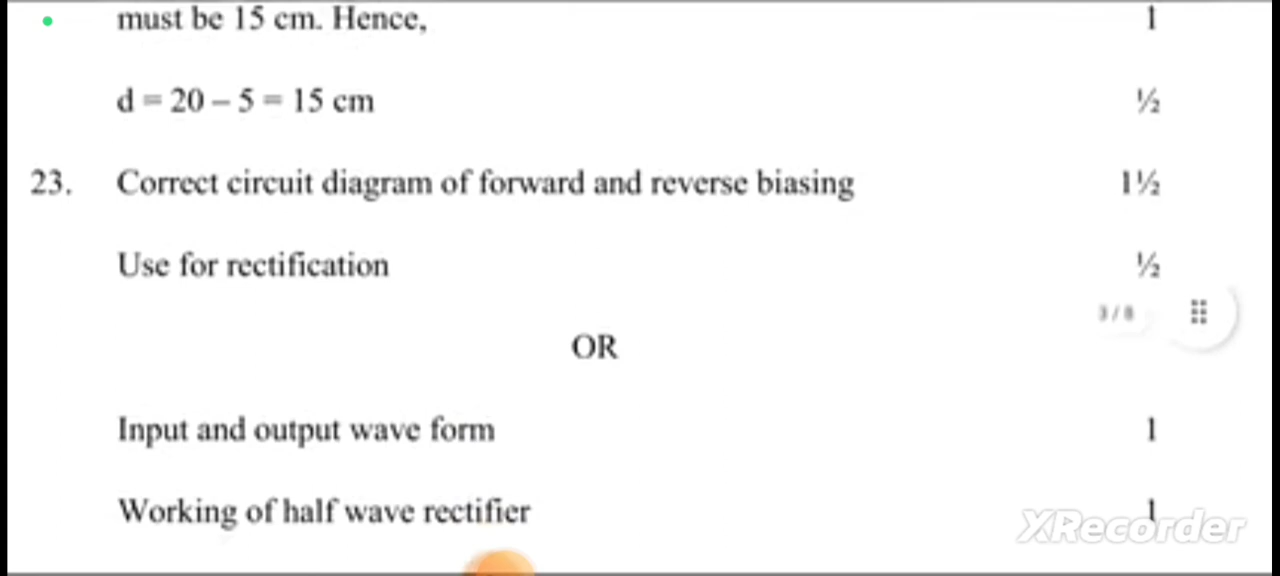 must be 15 cm. Hence, 1
d = 20 – 5 = 15 cm ½
23. Correct circuit diagram of forward and reverse biasing 1½
Use for rectification ½
3 / 8
OR
Input and output wave form 1
Working of half wave rectifier 1
XRecorder